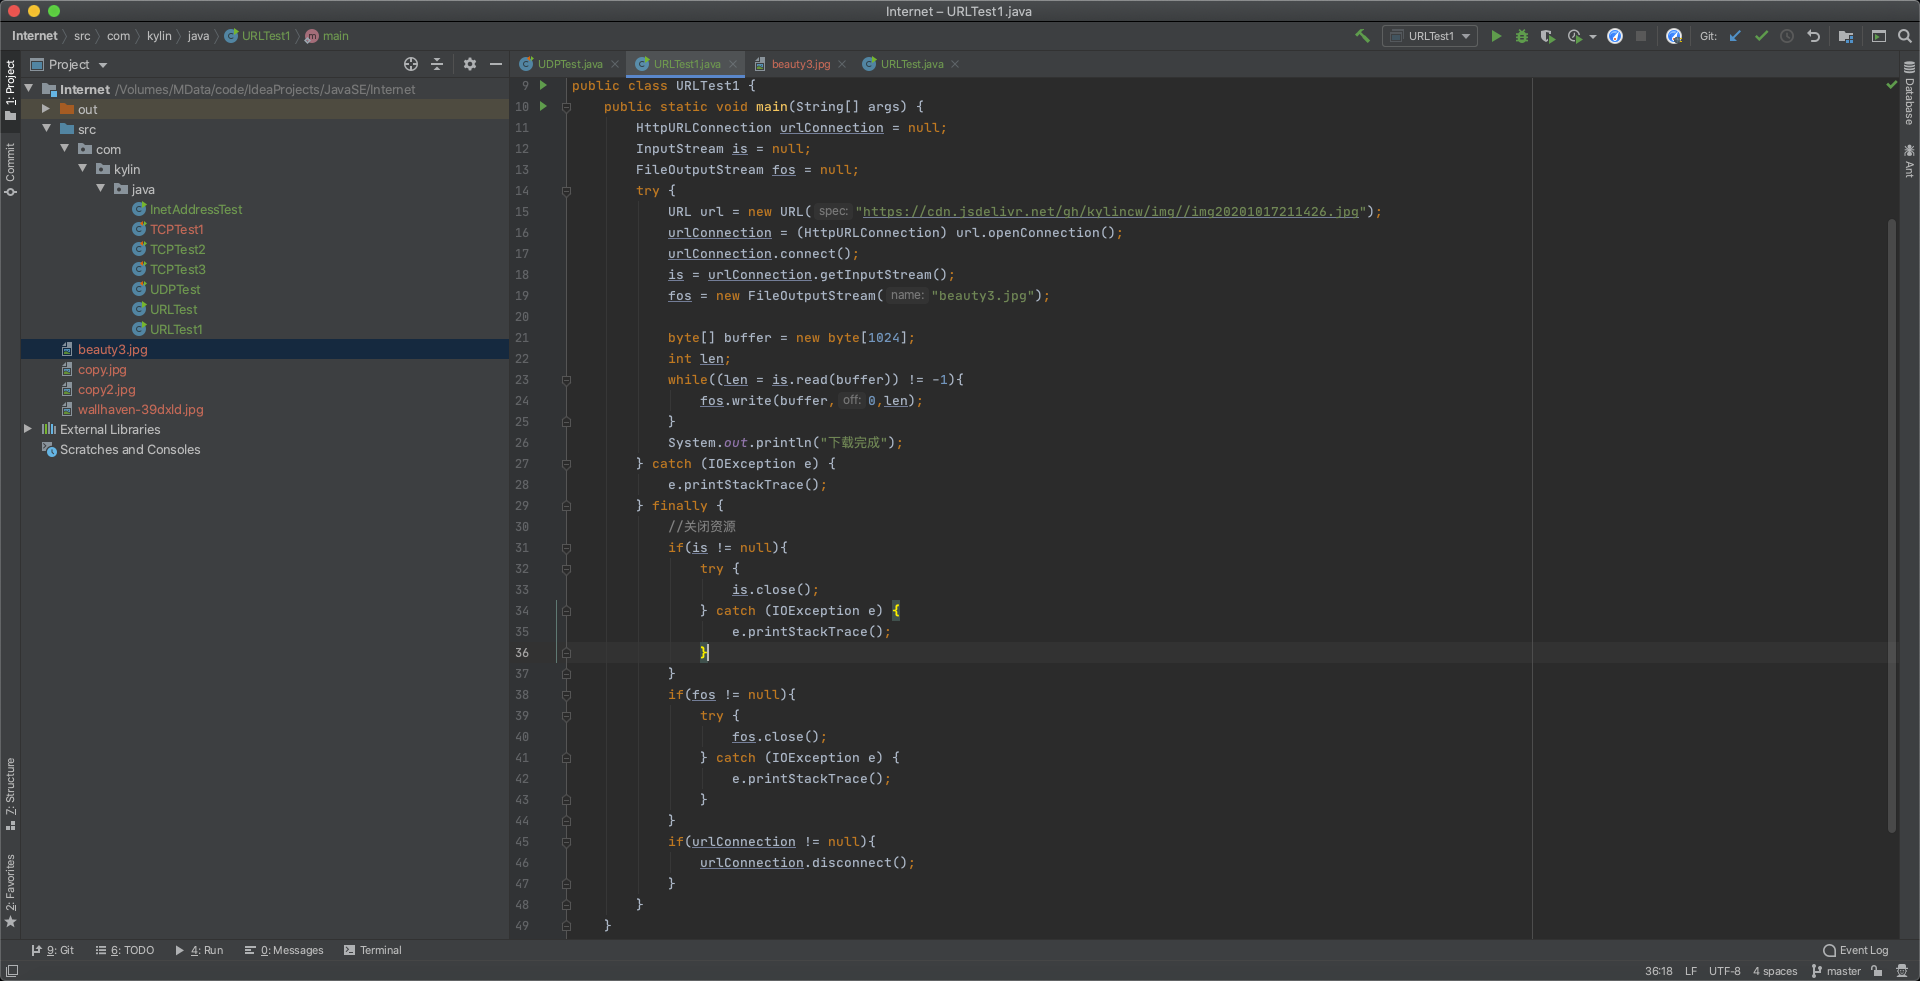 Internet – URLTest1.java
Internet src com kylin java URLTest1 main
URLTest1
Git:
1: Project
Commit
Z: Structure
2: Favorites
Project
Internet /Volumes/MData/code/IdeaProjects/JavaSE/Internet
out
src
com
kylin
java
InetAddressTest
TCPTest1
TCPTest2
TCPTest3
UDPTest
URLTest
URLTest1
beauty3.jpg
copy.jpg
copy2.jpg
wallhaven-39dxld.jpg
External Libraries
Scratches and Consoles
UDPTest.java URLTest1.java beauty3.jpg URLTest.java
9 public class URLTest1 {
10 public static void main(String[] args) {
11 HttpURLConnection urlConnection = null;
12 InputStream is = null;
13 FileOutputStream fos = null;
14 try {
15 URL url = new URL( spec: "https://cdn.jsdelivr.net/gh/kylincw/img//img20201017211426.jpg");
16 urlConnection = (HttpURLConnection) url.openConnection();
17 urlConnection.connect();
18 is = urlConnection.getInputStream();
19 fos = new FileOutputStream( name: "beauty3.jpg");
20
21 byte[] buffer = new byte[1024];
22 int len;
23 while((len = is.read(buffer)) != -1){
24 fos.write(buffer, off: 0,len);
25 }
26 System.out.println("下载完成");
27 } catch (IOException e) {
28 e.printStackTrace();
29 } finally {
30 //关闭资源
31 if(is != null){
32 try {
33 is.close();
34 } catch (IOException e) {
35 e.printStackTrace();
36 }
37 }
38 if(fos != null){
39 try {
40 fos.close();
41 } catch (IOException e) {
42 e.printStackTrace();
43 }
44 }
45 if(urlConnection != null){
46 urlConnection.disconnect();
47 }
48 }
49 }
Database
Ant
9: Git 6: TODO 4: Run 0: Messages Terminal Event Log
36:18 LF UTF-8 4 spaces master